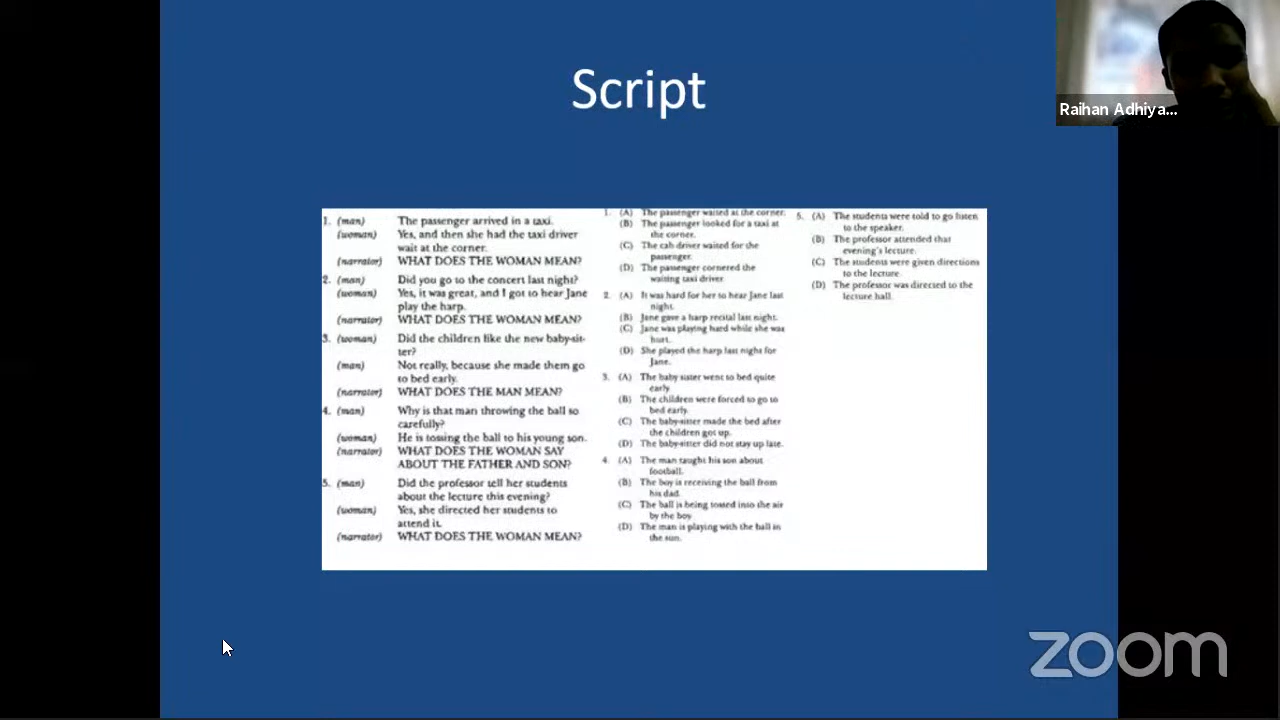 Script
Raihan Adhiya...
1. (man) The passenger arrived in a taxi.
(woman) Yes, and then she had the taxi driver
wait at the corner.
(narrator) WHAT DOES THE WOMAN MEAN?
2. (man) Did you go to the concert last night?
(woman) Yes, it was great, and I got to hear Jane
play the harp.
(narrator) WHAT DOES THE WOMAN MEAN?
3. (woman) Did the children like the new baby-sit-
ter?
(man) Not really, because she made them go
to bed early.
(narrator) WHAT DOES THE MAN MEAN?
4. (man) Why is that man throwing the ball so
carefully?
(woman) He is tossing the ball to his young son.
(narrator) WHAT DOES THE WOMAN SAY
ABOUT THE FATHER AND SON?
5. (man) Did the professor tell her students
about the lecture this evening?
(woman) Yes, she directed her students to
attend it.
(narrator) WHAT DOES THE WOMAN MEAN?
1. (A) The passenger waited at the corner.
(B) The passenger looked for a taxi at
the corner.
(C) The cab driver waited for the
passenger.
(D) The passenger cornered the
waiting taxi driver
2. (A) It was hard for her to hear Jane last
night.
(B) Jane gave a harp recital last night.
(C) Jane was playing hard while she was
hurt.
(D) She played the harp last night for
Jane.
3. (A) The baby sister went to bed quite
early
(B) The children were forced to go to
bed early.
(C) The baby-sitter made the bed after
the children got up.
(D) The baby-sitter did not stay up late.
4. (A) The man taught his son about
football.
(B) The boy is receiving the ball from
his dad.
(C) The ball is being tossed into the air
by the boy
(D) The man is playing with the ball in
the sun.
5. (A) The students were told to go listen
to the speaker.
(B) The professor attended that
evening's lecture.
(C) The students were given directions
to the lecture
(D) The professor was directed to the
lecture hall.
zoom